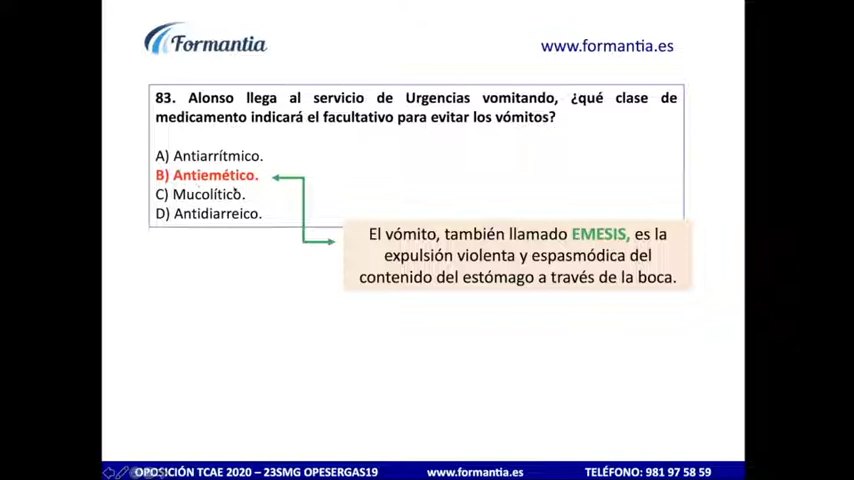 Formantia
www.formantia.es
83. Alonso llega al servicio de Urgencias vomitando, ¿qué clase de
medicamento indicará el facultativo para evitar los vómitos?
A) Antiarrítmico.
B) Antiemético.
C) Mucolítico.
D) Antidiarreico.
El vómito, también llamado EMESIS, es la
expulsión violenta y espasmódica del
contenido del estómago a través de la boca.
OPOSICIÓN TCAE 2020 – 23SMG OPESERGAS19
www.formantia.es
TELÉFONO: 981 97 58 59